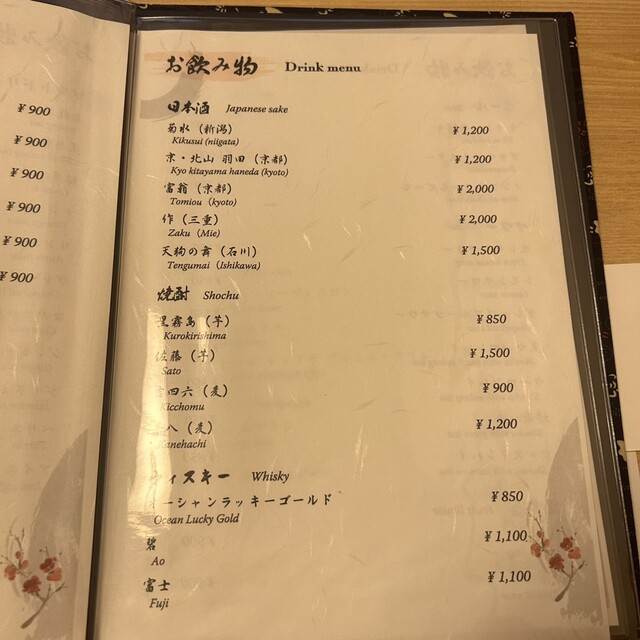 ¥900
¥900
¥900
¥900
¥900
¥900
お飲み物 Drink menu
日本酒 Japanese sake
菊水（新潟） ¥1,200
Kikusui (niigata)
京・北山 羽田（京都） ¥1,200
Kyo kitayama haneda (kyoto)
富翁（京都） ¥2,000
Tomiou (kyoto)
作（三重） ¥2,000
Zaku (Mie)
天狗の舞（石川） ¥1,500
Tengumai (Ishikawa)
焼酎 Shochu
黒霧島（芋） ¥850
Kurokirishima
佐藤（芋） ¥1,500
Sato
四六（麦） ¥900
Kicchomu
八（麦） ¥1,200
Kanehachi
ウィスキー Whisky
オーシャンラッキーゴールド ¥850
Ocean Lucky Gold
碧 ¥1,100
Ao
富士 ¥1,100
Fuji